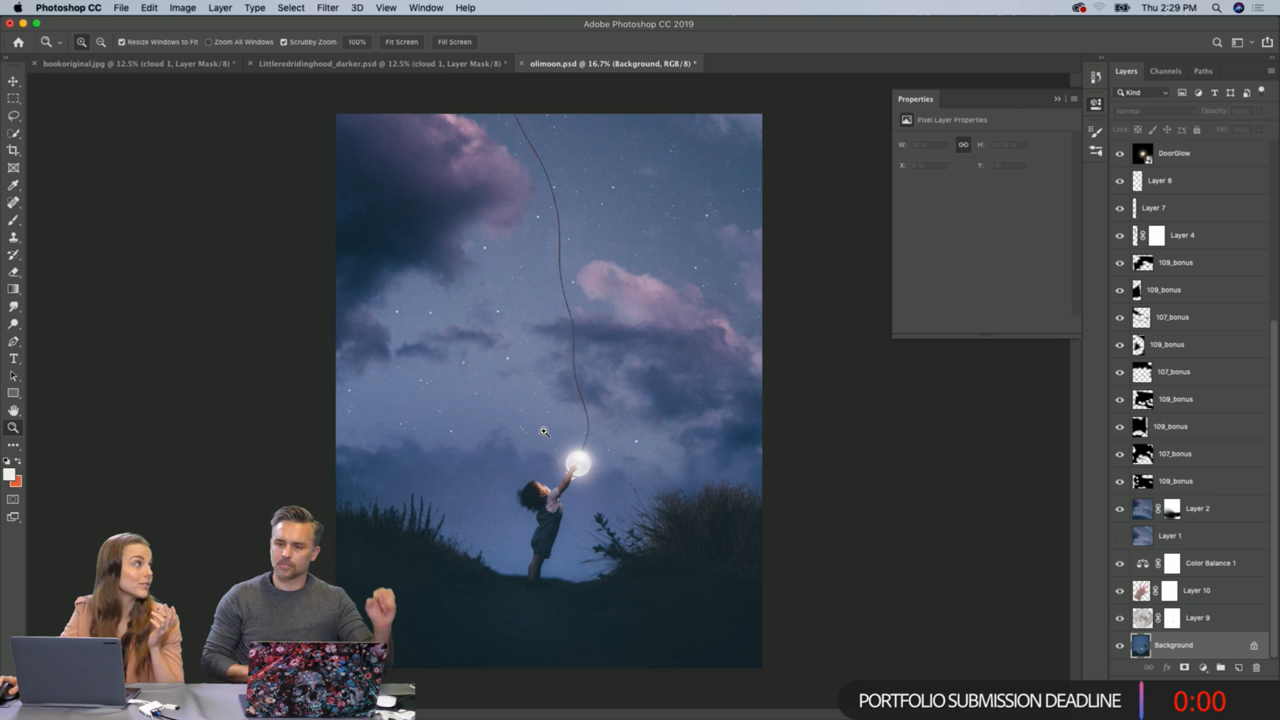 Photoshop CC File Edit Image Layer Type Select Filter 3D View Window Help
Thu 2:29 PM
Adobe Photoshop CC 2019
Resize Windows to Fit Zoom All Windows Scrubby Zoom 100% Fit Screen Fill Screen
bookoriginal.jpg @ 12.5% (cloud 1, Layer Mask/8) * Littleredridinghood_darker.psd @ 12.5% (cloud 1, Layer Mask/8) * olimoon.psd @ 16.7% (Background, RGB/8) *
Properties
Pixel Layer Properties
W: H:
X: Y:
Layers Channels Paths
Kind
Normal Opacity:
Lock: Fill:
DoorGlow
Layer 8
Layer 7
Layer 4
109_bonus
109_bonus
107_bonus
109_bonus
107_bonus
109_bonus
109_bonus
107_bonus
109_bonus
Layer 2
Layer 1
Color Balance 1
Layer 10
Layer 9
Background
PORTFOLIO SUBMISSION DEADLINE 0:00